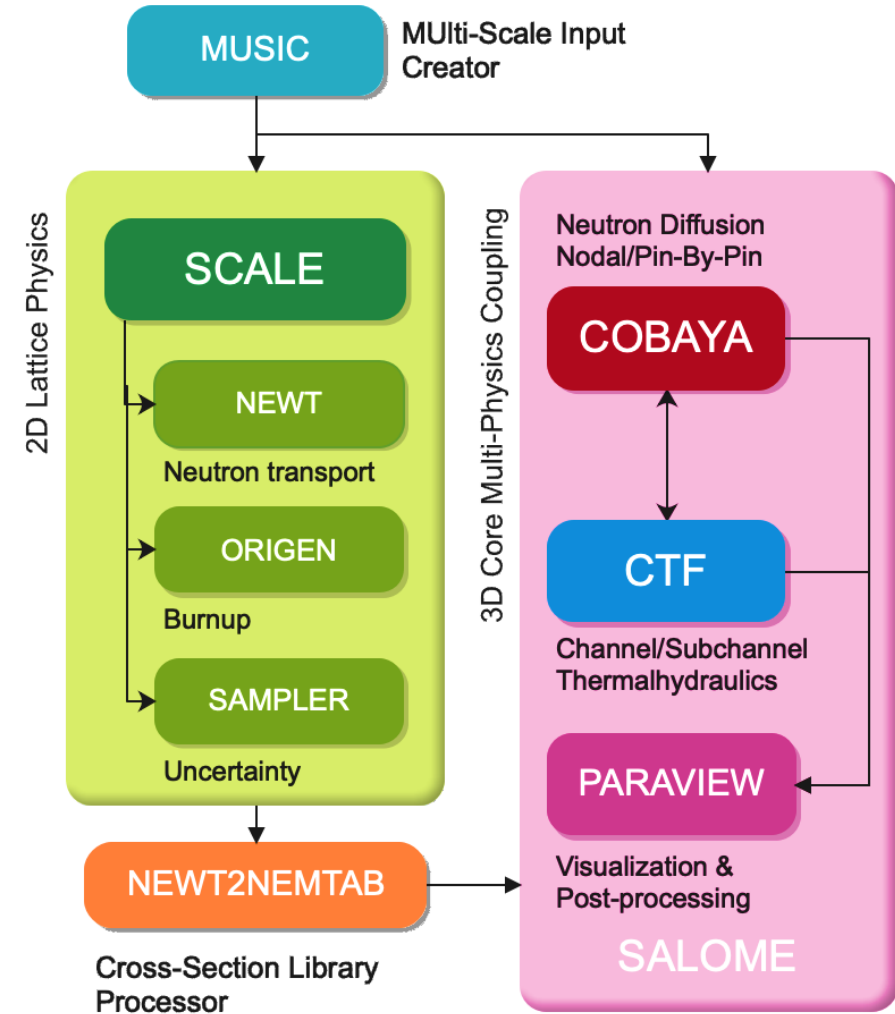 MUSIC
MUlti-Scale Input
Creator
2D Lattice Physics
SCALE
NEWT
Neutron transport
ORIGEN
Burnup
SAMPLER
Uncertainty
NEWT2NEMTAB
Cross-Section Library
Processor
3D Core Multi-Physics Coupling
Neutron Diffusion
Nodal/Pin-By-Pin
COBAYA
CTF
Channel/Subchannel
Thermalhydraulics
PARAVIEW
Visualization &
Post-processing
SALOME